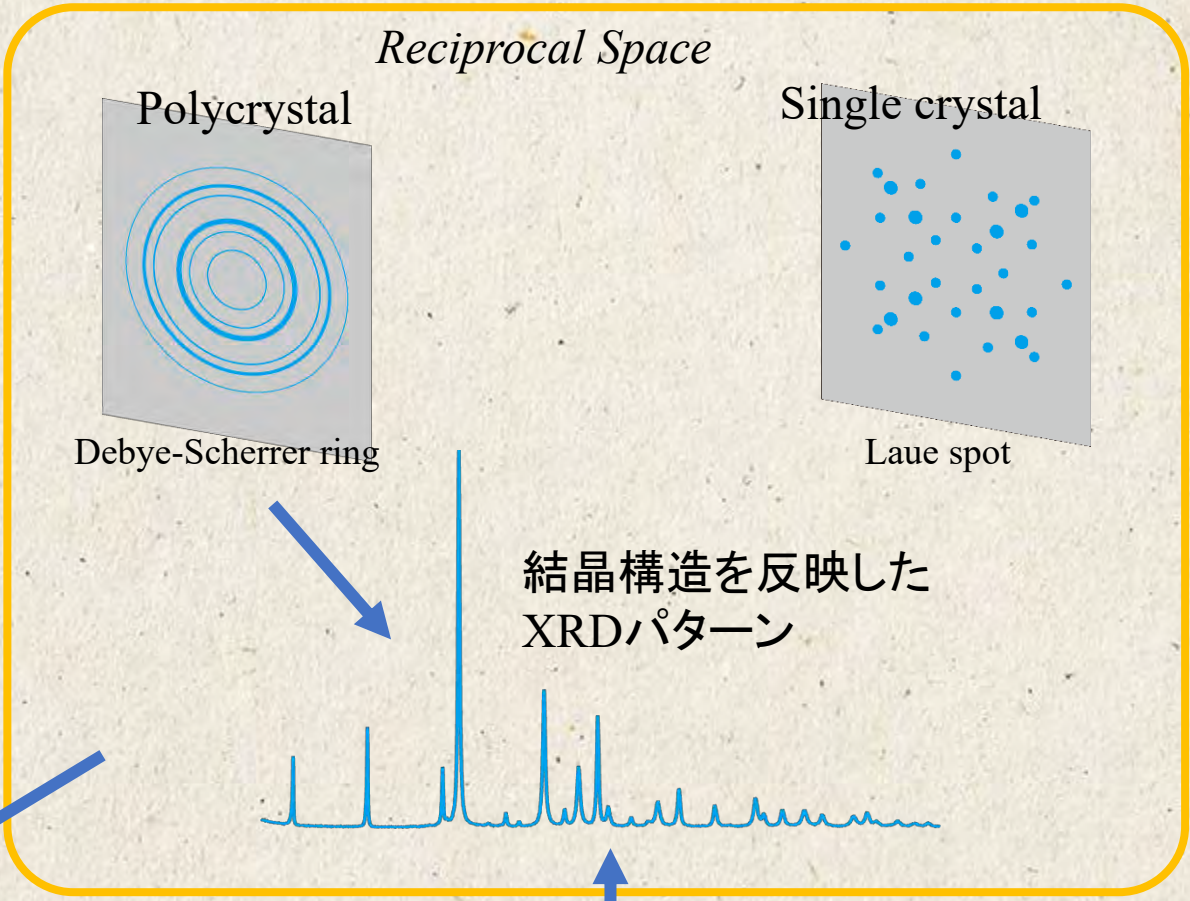 Reciprocal Space
Polycrystal
Single crystal
Debye-Scherrer ring
Laue spot
結晶構造を反映した
XRDパターン